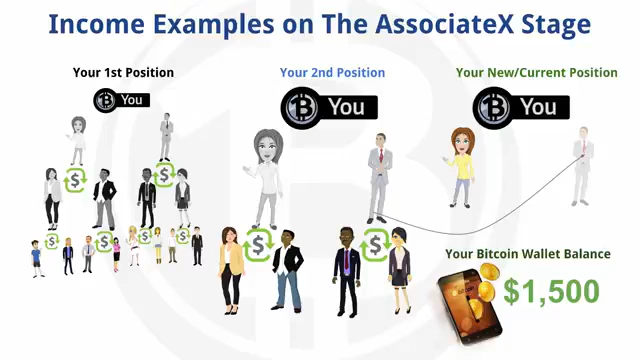 Income Examples on The AssociateX Stage
Your 1st Position
Your 2nd Position
Your New/Current Position
You
You
You
$
$
$
$
$
$
$
$
Your Bitcoin Wallet Balance
bitcoin
$1,500